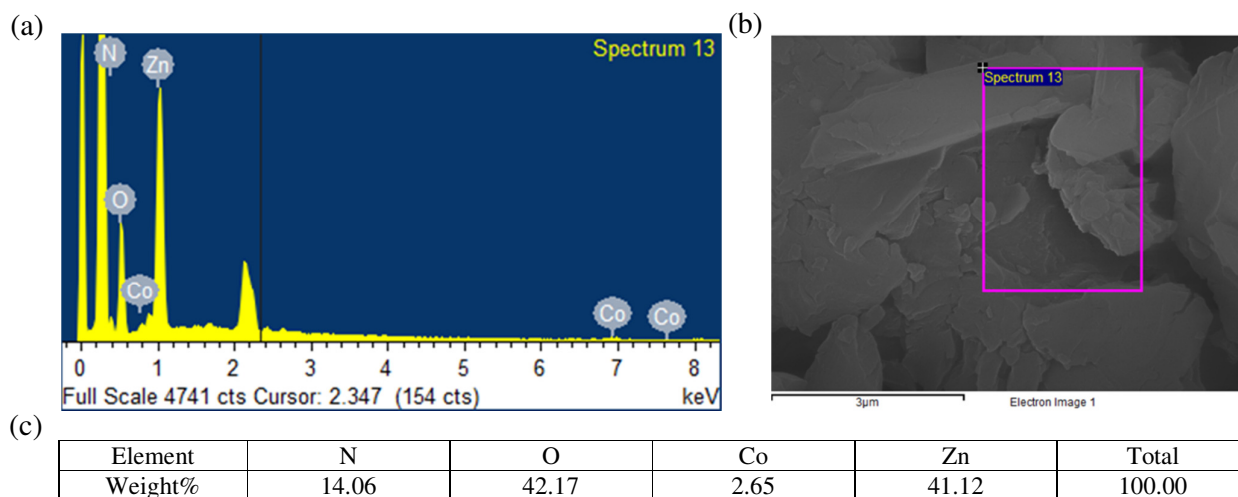 (a)
Spectrum 13
N
Zn
O
Co
Co
Co
0 1 2 3 4 5 6 7 8
Full Scale 4741 cts Cursor: 2.347 (154 cts) keV
(b)
Spectrum 13
3μm Electron Image 1
(c)
Element N O Co Zn Total
Weight% 14.06 42.17 2.65 41.12 100.00